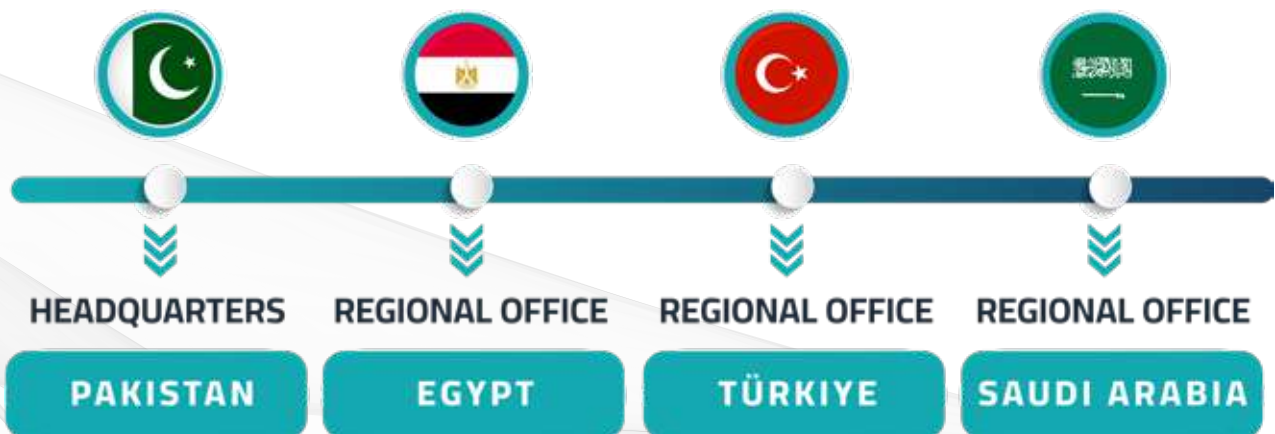 HEADQUARTERS
REGIONAL OFFICE
REGIONAL OFFICE
REGIONAL OFFICE
PAKISTAN
EGYPT
TÜRKIYE
SAUDI ARABIA